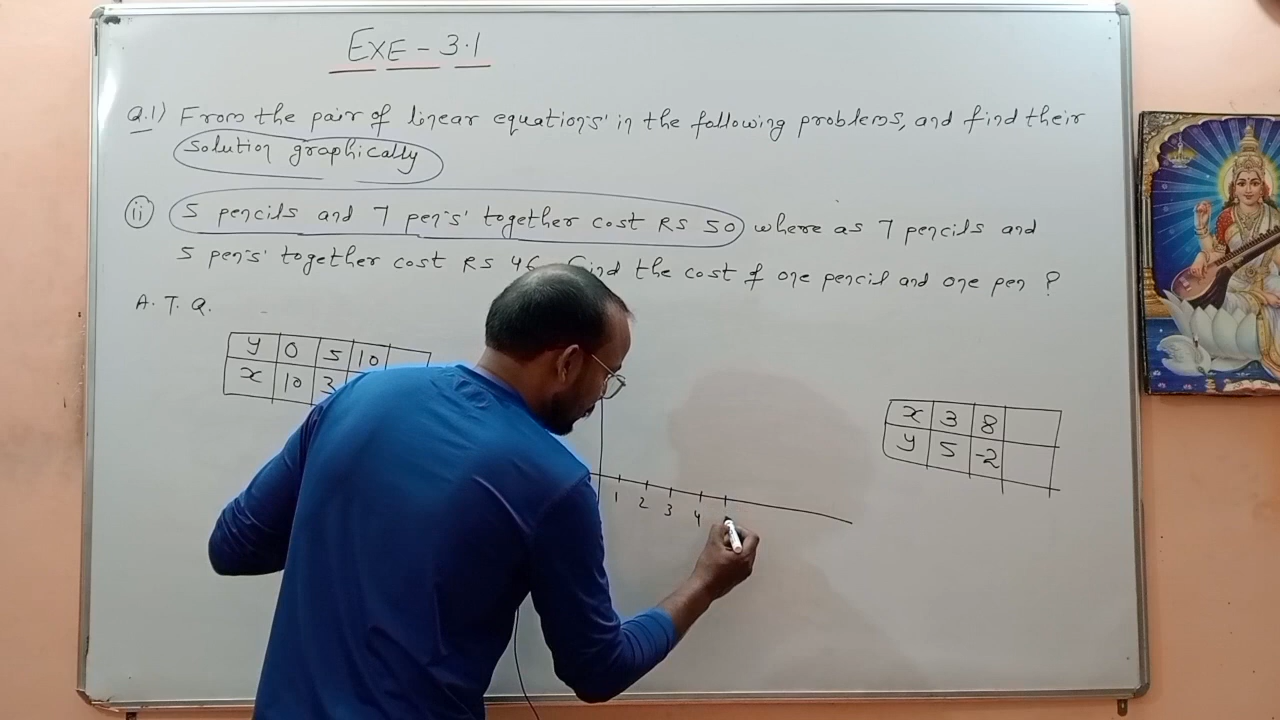 EXE - 3.1
Q.1) From the pair of linear equations' in the following problems, and find their
solution graphically
ii 5 pencils and 7 pens' together cost RS 50 where as 7 pencils and
5 pens' together cost RS 46 find the cost of one pencil and one pen ?
A. T. Q.
y 0 5 10
x 10 3
x 3 8
y 5 -2
1 2 3 4